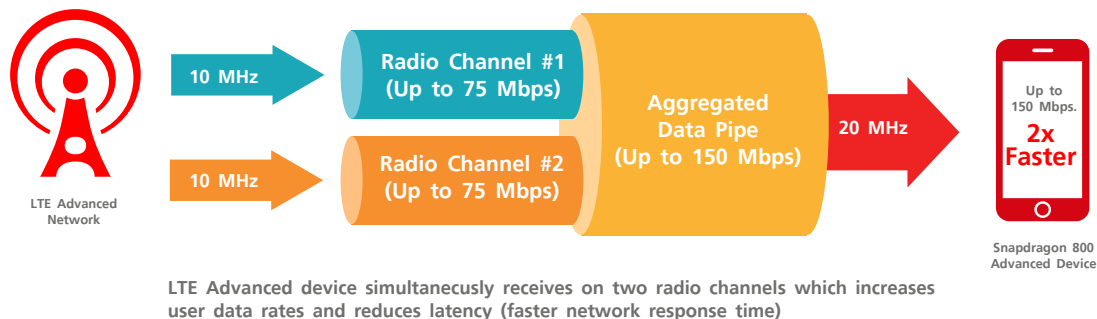 10 MHz
Radio Channel #1
(Up to 75 Mbps)
10 MHz
Radio Channel #2
(Up to 75 Mbps)
Aggregated
Data Pipe
(Up to 150 Mbps)
20 MHz
Up to
150 Mbps.
2x
Faster
LTE Advanced
Network
Snapdragon 800
Advanced Device
LTE Advanced device simultanecusly receives on two radio channels which increases
user data rates and reduces latency (faster network response time)